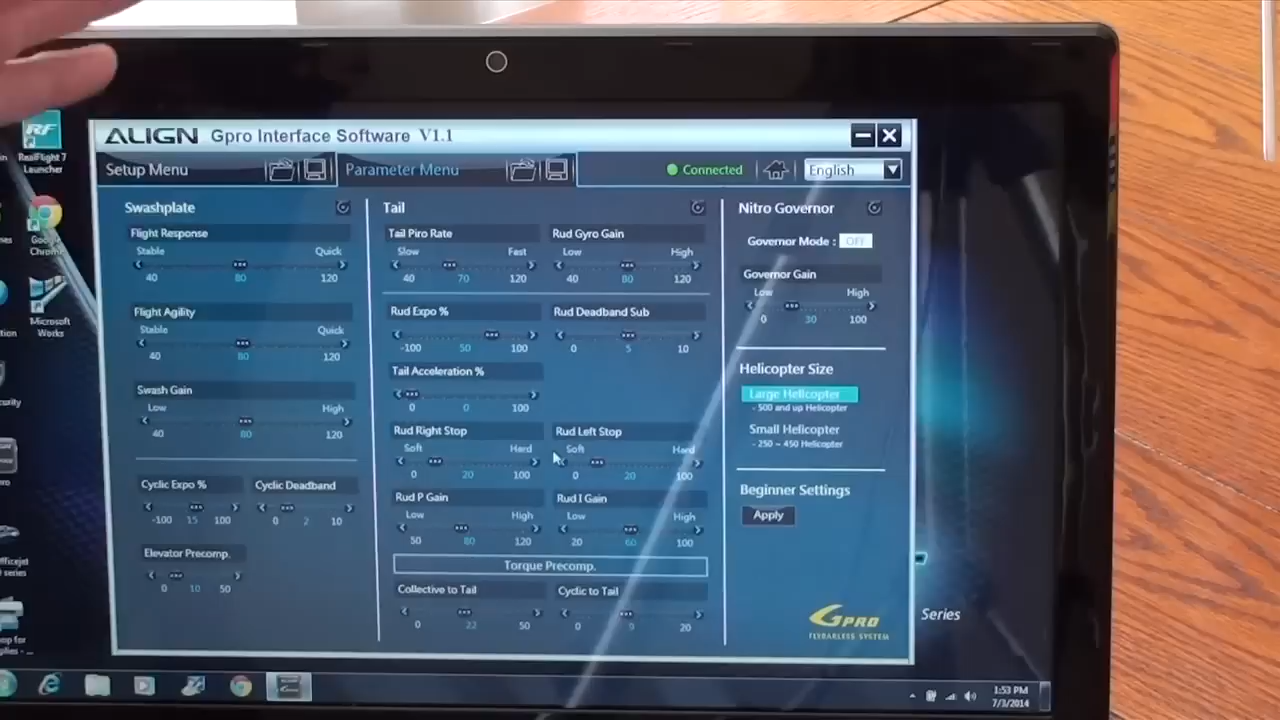 ALIGN Gpro Interface Software V1.1
Setup Menu
Parameter Menu
Connected
English
Swashplate
Flight Response
Stable Quick
40 80 120
Flight Agility
Stable Quick
40 80 120
Swash Gain
Low High
40 80 120
Cyclic Expo % Cyclic Deadband
-100 15 100 0 2 10
Elevator Precomp.
0 10 50
Tail
Tail Piro Rate Rud Gyro Gain
Slow Fast Low High
40 70 120 40 80 120
Rud Expo % Rud Deadband Sub
-100 50 100 0 5 10
Tail Acceleration %
0 0 100
Rud Right Stop Rud Left Stop
Soft Hard Soft Hard
0 20 100 0 20 100
Rud P Gain Rud I Gain
Low High Low High
50 80 120 20 60 100
Torque Precomp.
Collective to Tail Cyclic to Tail
0 22 50 0 9 20
Nitro Governor
Governor Mode : OFF
Governor Gain
Low High
0 30 100
Helicopter Size
Large Helicopter
- 500 and up Helicopter
Small Helicopter
- 250 ~ 450 Helicopter
Beginner Settings
Apply
GPRO
FLYBARLESS SYSTEM
Series
RF
RealFlight 7
Launcher
Google
Chrome
Microsoft
Works
1:53 PM
7/3/2014